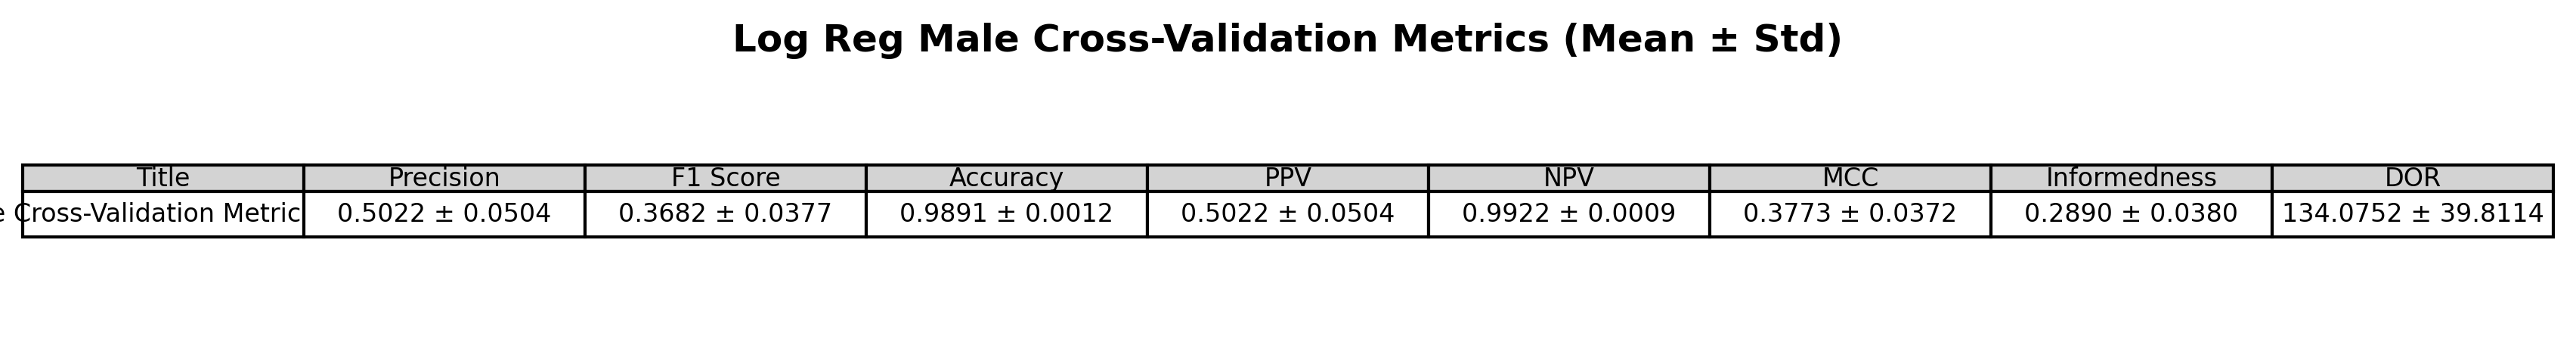 Log Reg Male Cross-Validation Metrics (Mean ± Std)
Title Precision F1 Score Accuracy PPV NPV MCC Informedness DOR
Cross-Validation Metric 0.5022 ± 0.0504 0.3682 ± 0.0377 0.9891 ± 0.0012 0.5022 ± 0.0504 0.9922 ± 0.0009 0.3773 ± 0.0372 0.2890 ± 0.0380 134.0752 ± 39.8114